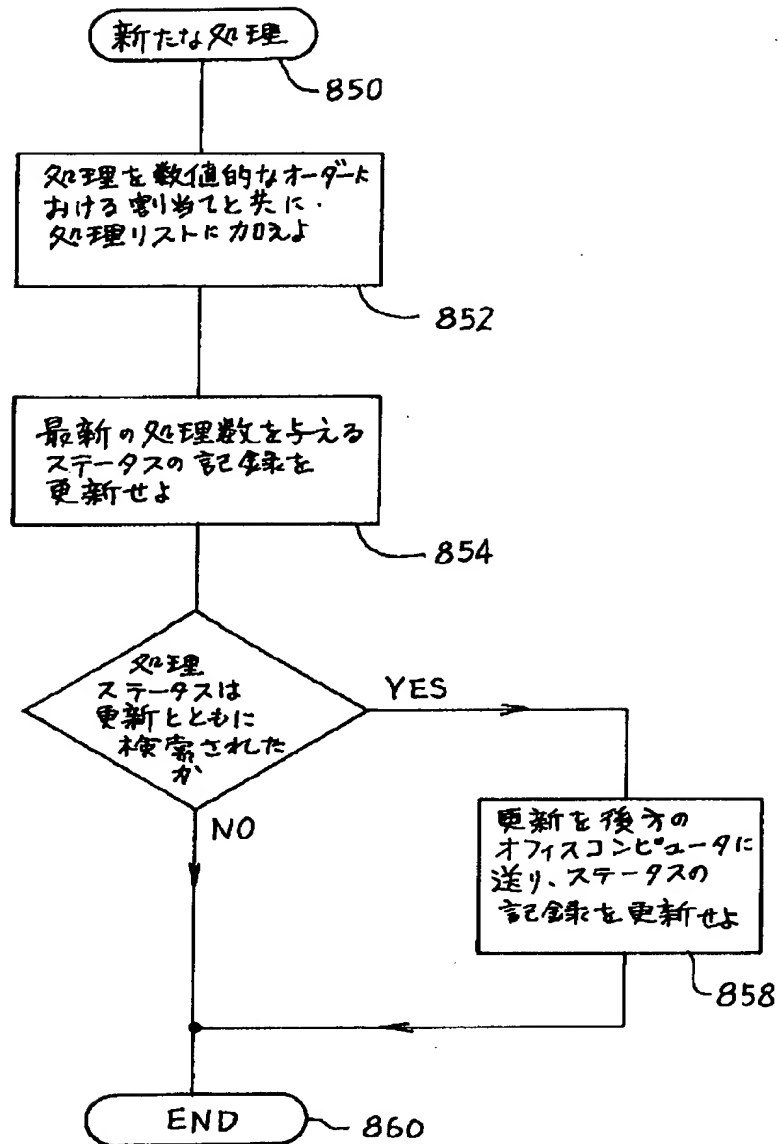 新たな処理
850
処理を数値的なオーダーに
おける割り当てと共に
処理リストに加えよ
852
最新の処理数を与える
ステータスの記録を
更新せよ
854
処理
ステータスは
更新とともに
検索された
か
YES
NO
更新を後方の
オフィスコンピュータに
送り、ステータスの
記録を更新せよ
858
END
860